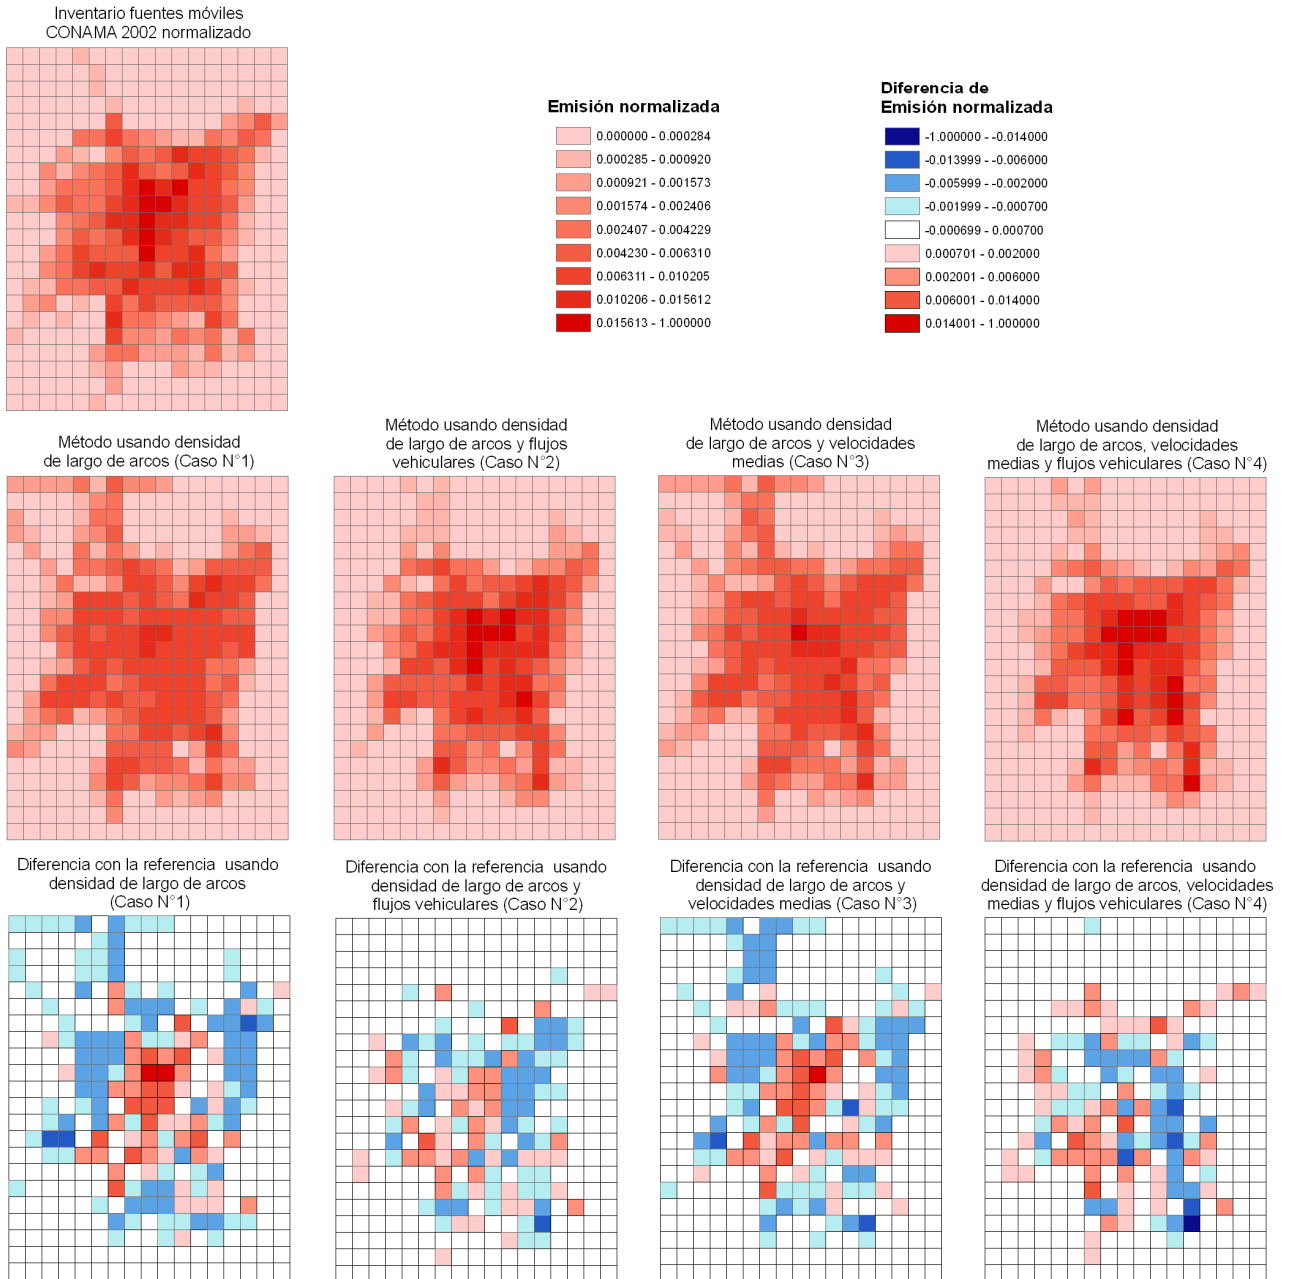 Inventario fuentes móviles
CONAMA 2002 normalizado
Emisión normalizada
0.000000 - 0.000284
0.000285 - 0.000920
0.000921 - 0.001573
0.001574 - 0.002406
0.002407 - 0.004229
0.004230 - 0.006310
0.006311 - 0.010205
0.010206 - 0.015612
0.015613 - 1.000000
Diferencia de
Emisión normalizada
-1.000000 - -0.014000
-0.013999 - -0.006000
-0.005999 - -0.002000
-0.001999 - -0.000700
-0.000699 - 0.000700
0.000701 - 0.002000
0.002001 - 0.006000
0.006001 - 0.014000
0.014001 - 1.000000
Método usando densidad
de largo de arcos (Caso N°1)
Método usando densidad
de largo de arcos y flujos
vehiculares (Caso N°2)
Método usando densidad
de largo de arcos y velocidades
medias (Caso N°3)
Método usando densidad
de largo de arcos, velocidades
medias y flujos vehiculares (Caso N°4)
Diferencia con la referencia usando
densidad de largo de arcos
(Caso N°1)
Diferencia con la referencia usando
densidad de largo de arcos y
flujos vehiculares (Caso N°2)
Diferencia con la referencia usando
densidad de largo de arcos y
velocidades medias (Caso N°3)
Diferencia con la referencia usando
densidad de largo de arcos, velocidades
medias y flujos vehiculares (Caso N°4)